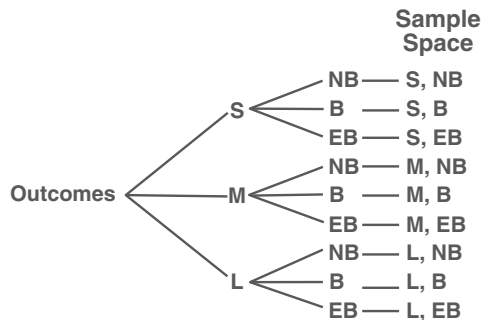 Sample
Space
NB S, NB
S B S, B
EB S, EB
NB M, NB
Outcomes M B M, B
EB M, EB
NB L, NB
L B L, B
EB L, EB